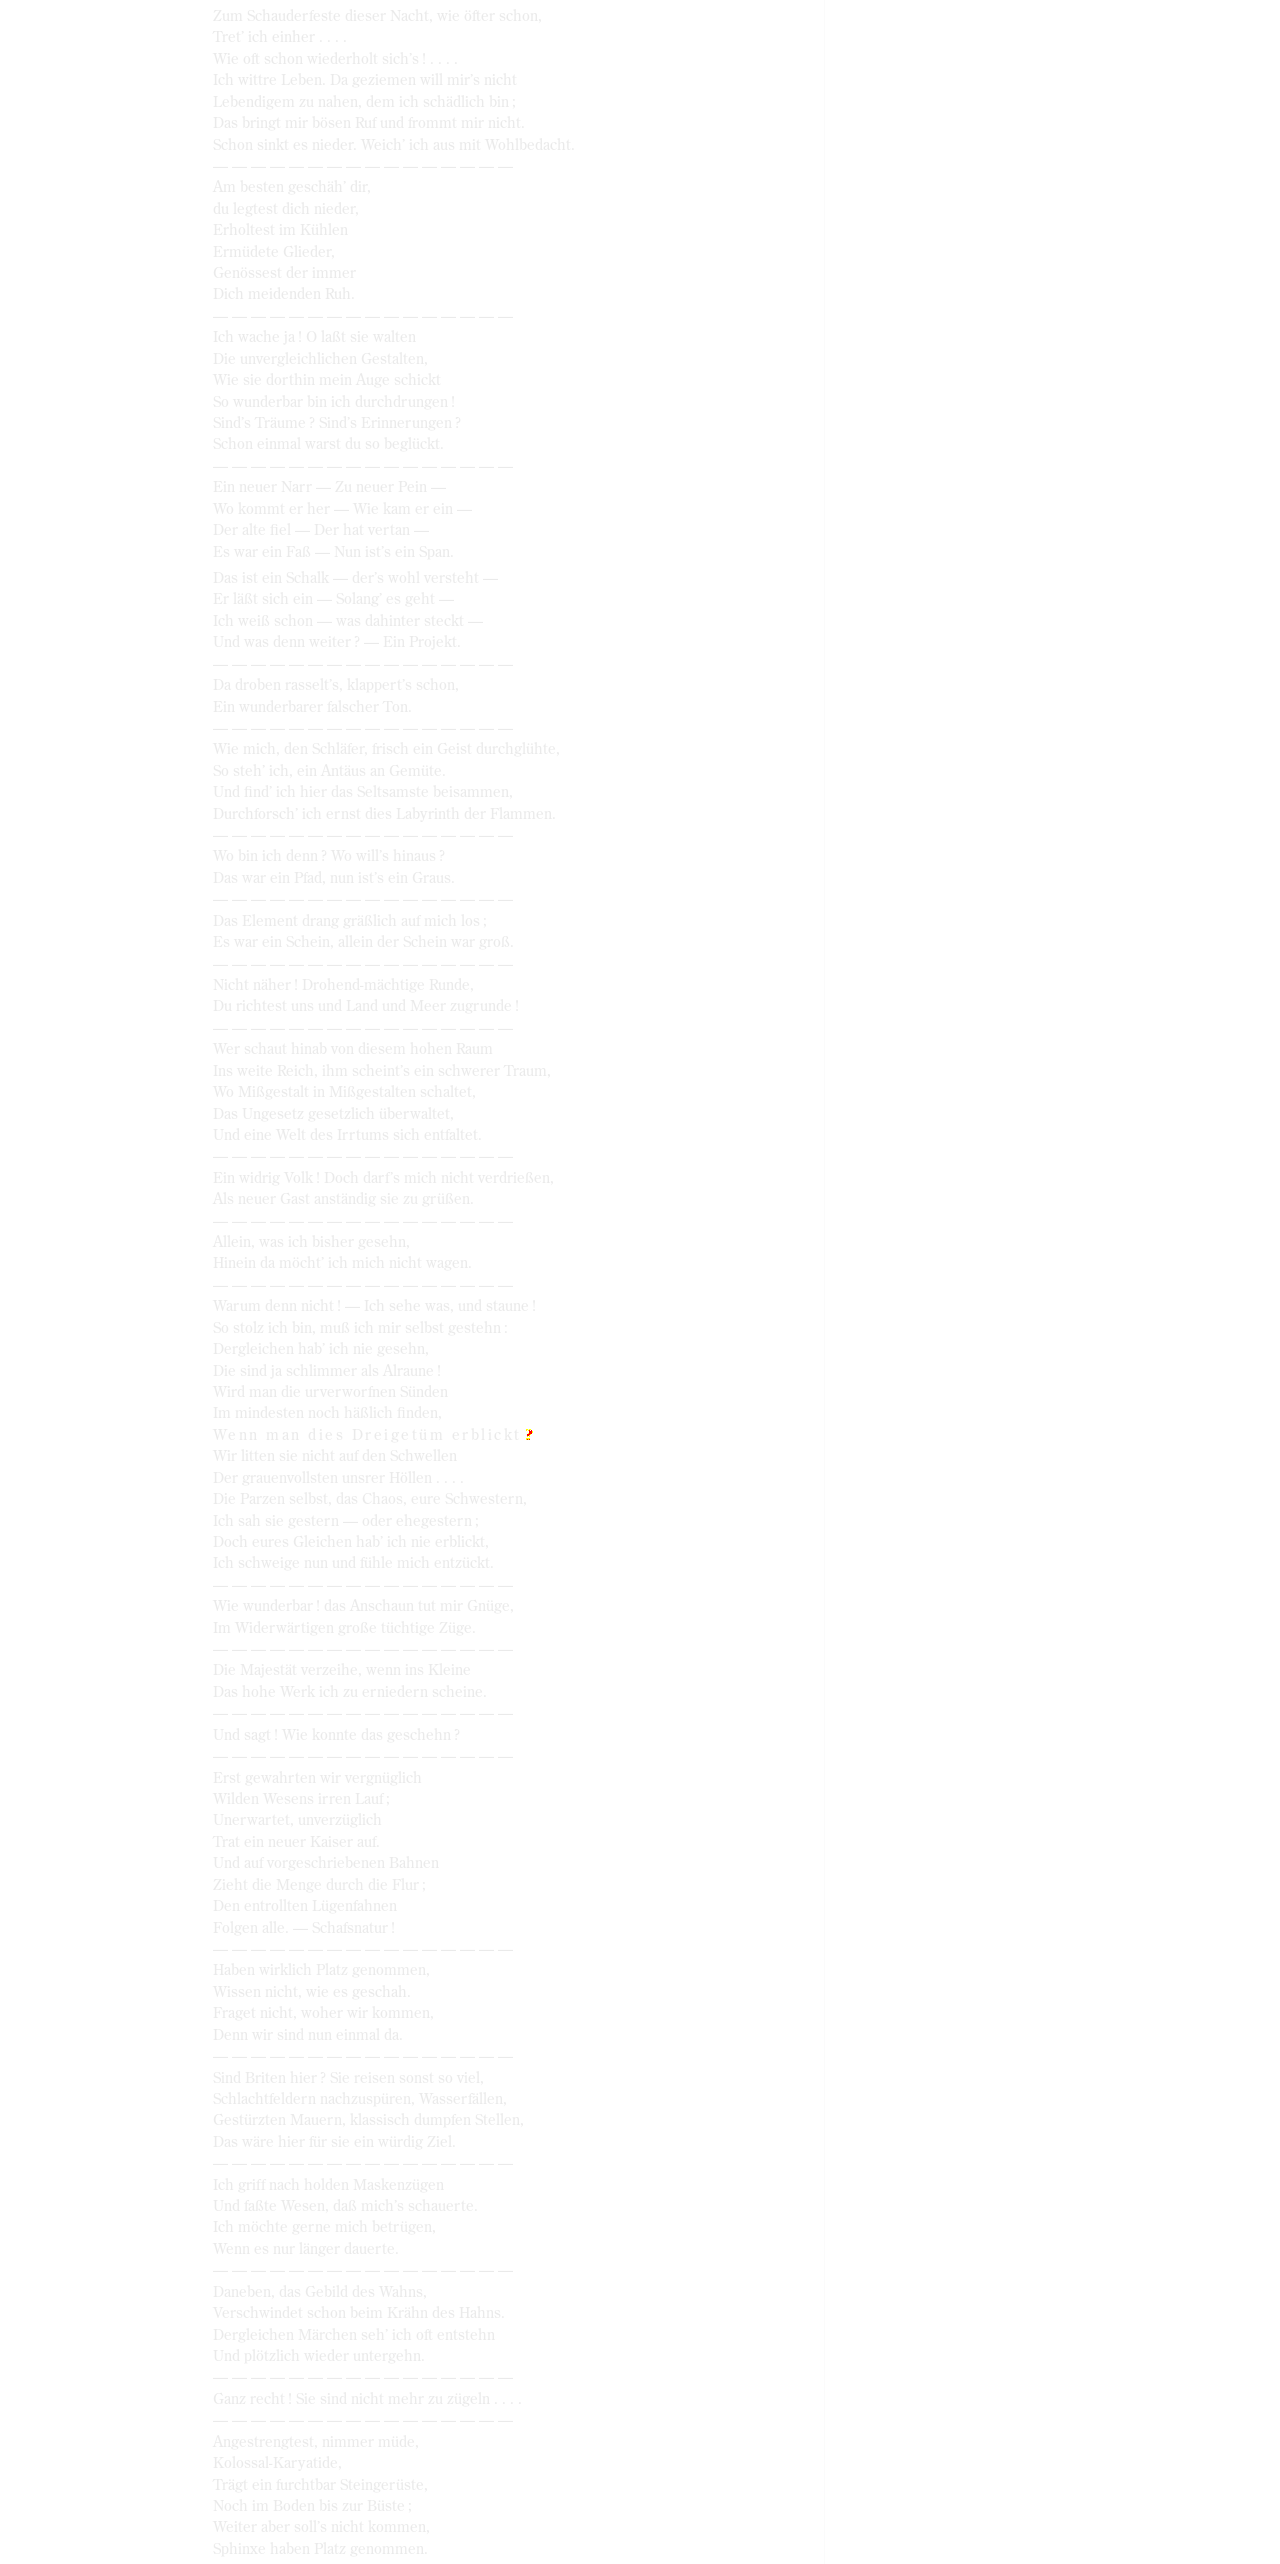 Zum Schauderfeste dieser Nacht, wie öfter schon,
Tret’ ich einher . . . .
Wie oft schon wiederholt sich’s ! . . . .
Ich wittre Leben. Da geziemen will mir’s nicht
Lebendigem zu nahen, dem ich schädlich bin ;
Das bringt mir bösen Ruf und frommt mir nicht.
Schon sinkt es nieder. Weich’ ich aus mit Wohlbedacht.
— — — — — — — — — — — — — — — —
Am besten geschäh’ dir,
du legtest dich nieder,
Erholtest im Kühlen
Ermüdete Glieder,
Genössest der immer
Dich meidenden Ruh.
— — — — — — — — — — — — — — — —
Ich wache ja ! O laßt sie walten
Die unvergleichlichen Gestalten,
Wie sie dorthin mein Auge schickt
So wunderbar bin ich durchdrungen !
Sind’s Träume ? Sind’s Erinnerungen ?
Schon einmal warst du so beglückt.
— — — — — — — — — — — — — — — —
Ein neuer Narr — Zu neuer Pein —
Wo kommt er her — Wie kam er ein —
Der alte fiel — Der hat vertan —
Es war ein Faß — Nun ist’s ein Span.
Das ist ein Schalk — der’s wohl versteht —
Er läßt sich ein — Solang’ es geht —
Ich weiß schon — was dahinter steckt —
Und was denn weiter ? — Ein Projekt.
— — — — — — — — — — — — — — — —
Da droben rasselt’s, klappert’s schon,
Ein wunderbarer falscher Ton.
— — — — — — — — — — — — — — — —
Wie mich, den Schläfer, frisch ein Geist durchglühte,
So steh’ ich, ein Antäus an Gemüte.
Und find’ ich hier das Seltsamste beisammen,
Durchforsch’ ich ernst dies Labyrinth der Flammen.
— — — — — — — — — — — — — — — —
Wo bin ich denn ? Wo will’s hinaus ?
Das war ein Pfad, nun ist’s ein Graus.
— — — — — — — — — — — — — — — —
Das Element drang gräßlich auf mich los ;
Es war ein Schein, allein der Schein war groß.
— — — — — — — — — — — — — — — —
Nicht näher ! Drohend-mächtige Runde,
Du richtest uns und Land und Meer zugrunde !
— — — — — — — — — — — — — — — —
Wer schaut hinab von diesem hohen Raum
Ins weite Reich, ihm scheint’s ein schwerer Traum,
Wo Mißgestalt in Mißgestalten schaltet,
Das Ungesetz gesetzlich überwaltet,
Und eine Welt des Irrtums sich entfaltet.
— — — — — — — — — — — — — — — —
Ein widrig Volk ! Doch darf’s mich nicht verdrießen,
Als neuer Gast anständig sie zu grüßen.
— — — — — — — — — — — — — — — —
Allein, was ich bisher gesehn,
Hinein da möcht’ ich mich nicht wagen.
— — — — — — — — — — — — — — — —
Warum denn nicht ! — Ich sehe was, und staune !
So stolz ich bin, muß ich mir selbst gestehn :
Dergleichen hab’ ich nie gesehn,
Die sind ja schlimmer als Alraune !
Wird man die urverworfnen Sünden
Im mindesten noch häßlich finden,
Wenn man dies Dreigetüm erblickt ?
Wir litten sie nicht auf den Schwellen
Der grauenvollsten unsrer Höllen . . . .
Die Parzen selbst, das Chaos, eure Schwestern,
Ich sah sie gestern — oder ehegestern ;
Doch eures Gleichen hab’ ich nie erblickt,
Ich schweige nun und fühle mich entzückt.
— — — — — — — — — — — — — — — —
Wie wunderbar ! das Anschaun tut mir Gnüge,
Im Widerwärtigen große tüchtige Züge.
— — — — — — — — — — — — — — — —
Die Majestät verzeihe, wenn ins Kleine
Das hohe Werk ich zu erniedern scheine.
— — — — — — — — — — — — — — — —
Und sagt ! Wie konnte das geschehn ?
— — — — — — — — — — — — — — — —
Erst gewahrten wir vergnüglich
Wilden Wesens irren Lauf ;
Unerwartet, unverzüglich
Trat ein neuer Kaiser auf.
Und auf vorgeschriebenen Bahnen
Zieht die Menge durch die Flur ;
Den entrollten Lügenfahnen
Folgen alle. — Schafsnatur !
— — — — — — — — — — — — — — — —
Haben wirklich Platz genommen,
Wissen nicht, wie es geschah.
Fraget nicht, woher wir kommen,
Denn wir sind nun einmal da.
— — — — — — — — — — — — — — — —
Sind Briten hier ? Sie reisen sonst so viel,
Schlachtfeldern nachzuspüren, Wasserfällen,
Gestürzten Mauern, klassisch dumpfen Stellen,
Das wäre hier für sie ein würdig Ziel.
— — — — — — — — — — — — — — — —
Ich griff nach holden Maskenzügen
Und faßte Wesen, daß mich’s schauerte.
Ich möchte gerne mich betrügen,
Wenn es nur länger dauerte.
— — — — — — — — — — — — — — — —
Daneben, das Gebild des Wahns,
Verschwindet schon beim Krähn des Hahns.
Dergleichen Märchen seh’ ich oft entstehn
Und plötzlich wieder untergehn.
— — — — — — — — — — — — — — — —
Ganz recht ! Sie sind nicht mehr zu zügeln . . . .
— — — — — — — — — — — — — — — —
Angestrengtest, nimmer müde,
Kolossal-Karyatide,
Trägt ein furchtbar Steingerüste,
Noch im Boden bis zur Büste ;
Weiter aber soll’s nicht kommen,
Sphinxe haben Platz genommen.